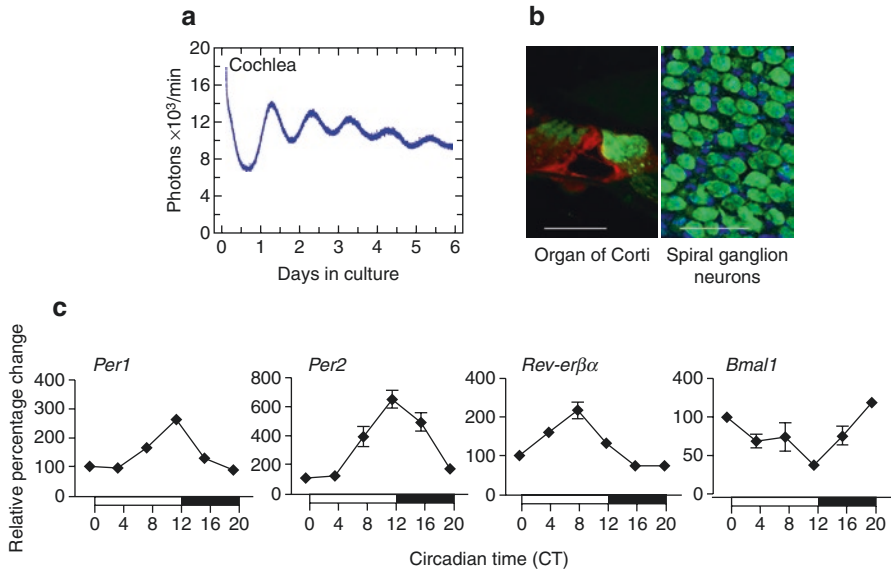 a
20
16
12
8
4
0
Photons ×10³/min
Cochlea
0 1 2 3 4 5 6
Days in culture
b
Organ of Corti
Spiral ganglion
neurons
c
Relative percentage change
Per1
400
300
200
100
0
0 4 8 12 16 20
Per2
800
600
400
200
0
0 4 8 12 16 20
Rev-erβα
400
200
100
50
0
0 4 8 12 16 20
Bmal1
400
100
50
0
0 4 8 12 16 20
Circadian time (CT)